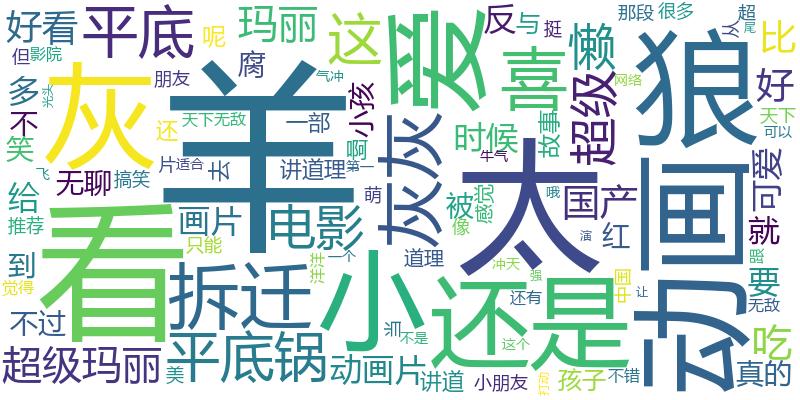 好看
平底
呢
玛丽
这
爱
反
与
挺
懒
那段
很多
从
超
尾
比
但
影院
多
灰
朋友
腐
气冲
嘻
狼
好
网络
天下
可以
不
还
天下无敌
一部
小孩
啊
灰灰
时候
故事
超级
笑
片
适合
羊
去
讲道理
第一
牛气
太
可爱
飞
无聊
搞笑
萌
被
感觉
哦
国产
给
画片
电影
像
红
就
推荐
只能
道理
演
动画
到
看
拆迁
洋洋
一个
小
还是
冲天
强
中国
要
觉得
还有
让
无敌
不过
不是
这个
吃
超级玛丽
平底锅
美
动画片
讲道
小朋友
孩子
不错
真的